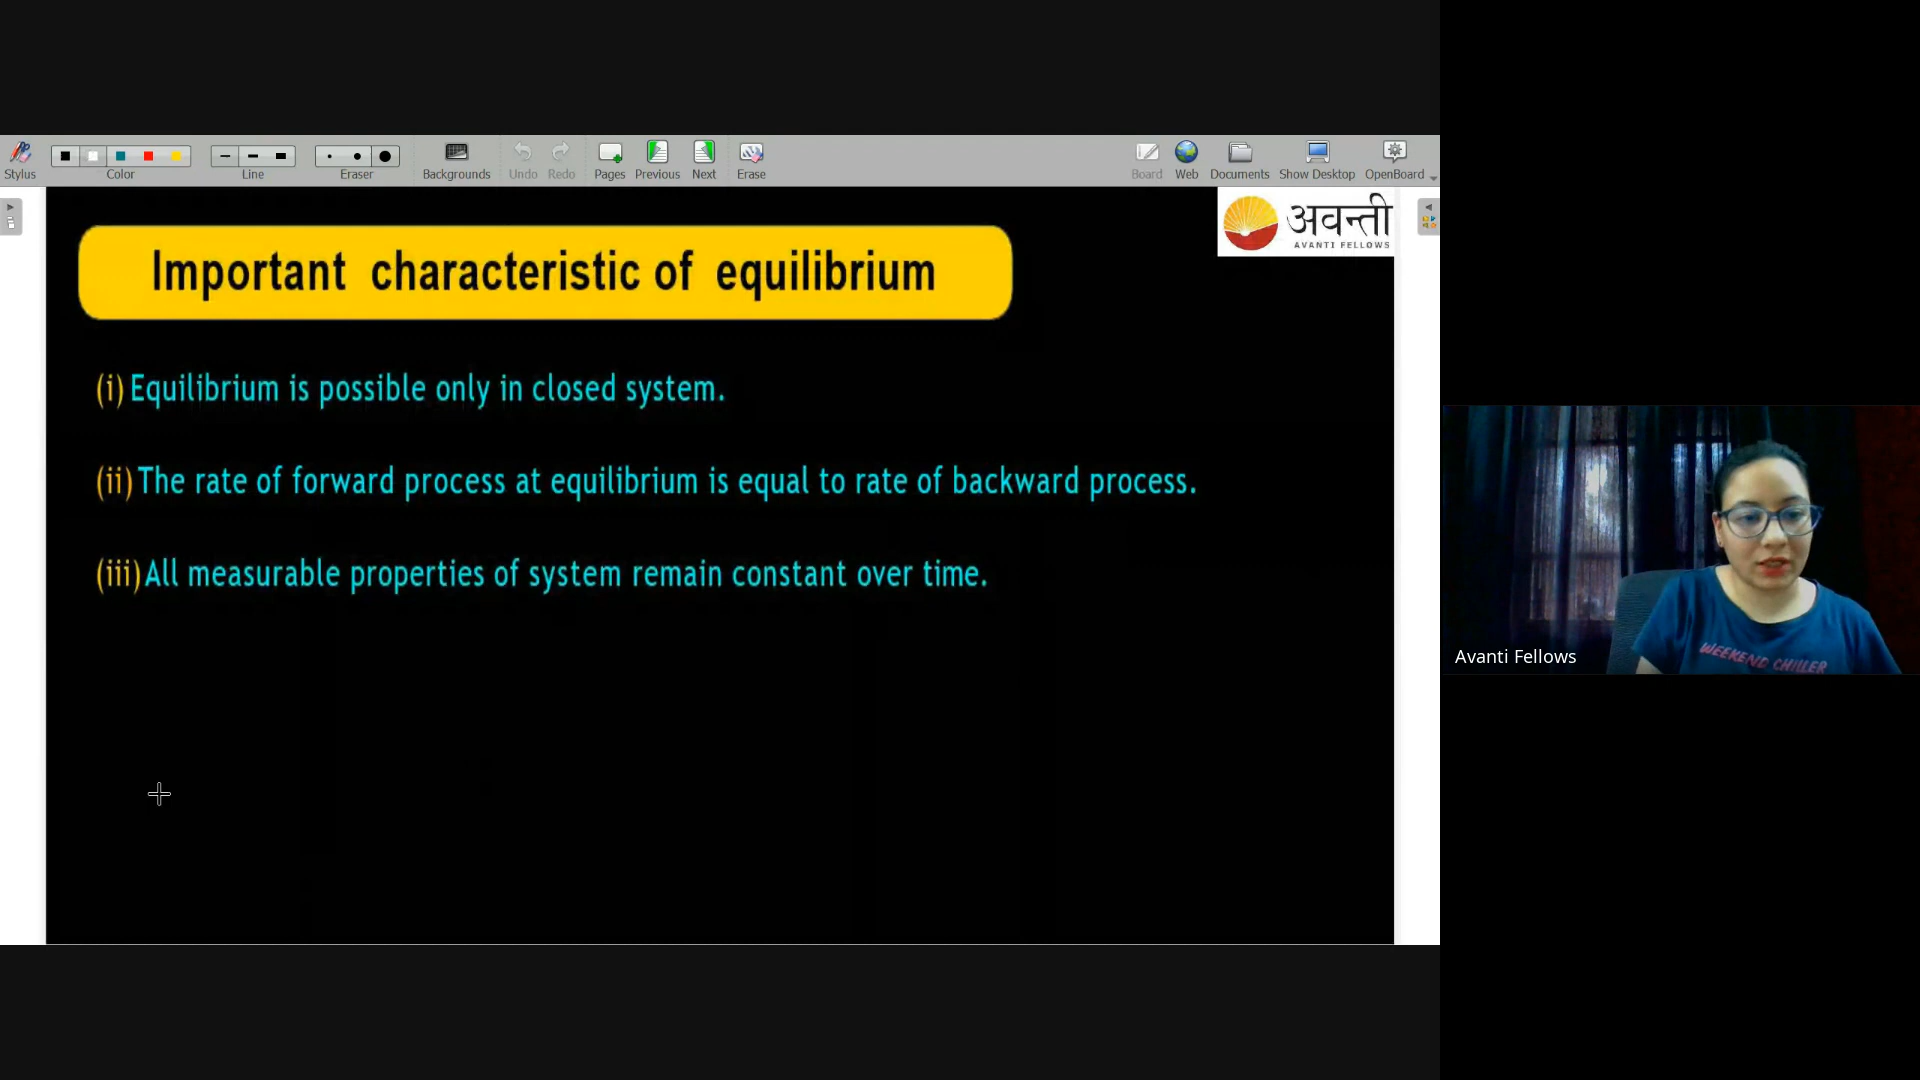 Stylus
Color
Line
Eraser
Backgrounds
Undo
Redo
Pages
Previous
Next
Erase
Board
Web
Documents
Show Desktop
OpenBoard
अवन्ती
AVANTI FELLOWS
Important characteristic of equilibrium
(i) Equilibrium is possible only in closed system.
(ii) The rate of forward process at equilibrium is equal to rate of backward process.
(iii) All measurable properties of system remain constant over time.
WEEKEND CHILLER
Avanti Fellows